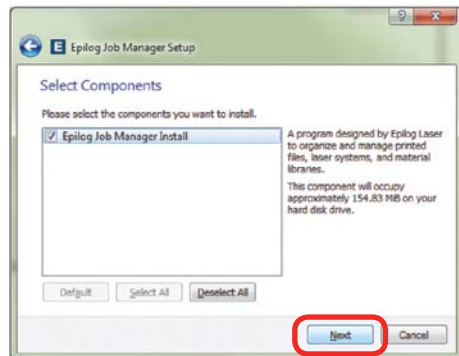 Epilog Job Manager Setup
Select Components
Please select the components you want to install.
Epilog Job Manager Install
A program designed by Epilog Laser
to organize and manage printed
files, laser systems, and material
libraries.
This component will occupy
approximately 154.83 MiB on your
hard disk drive.
Default Select All Deselect All
Next Cancel